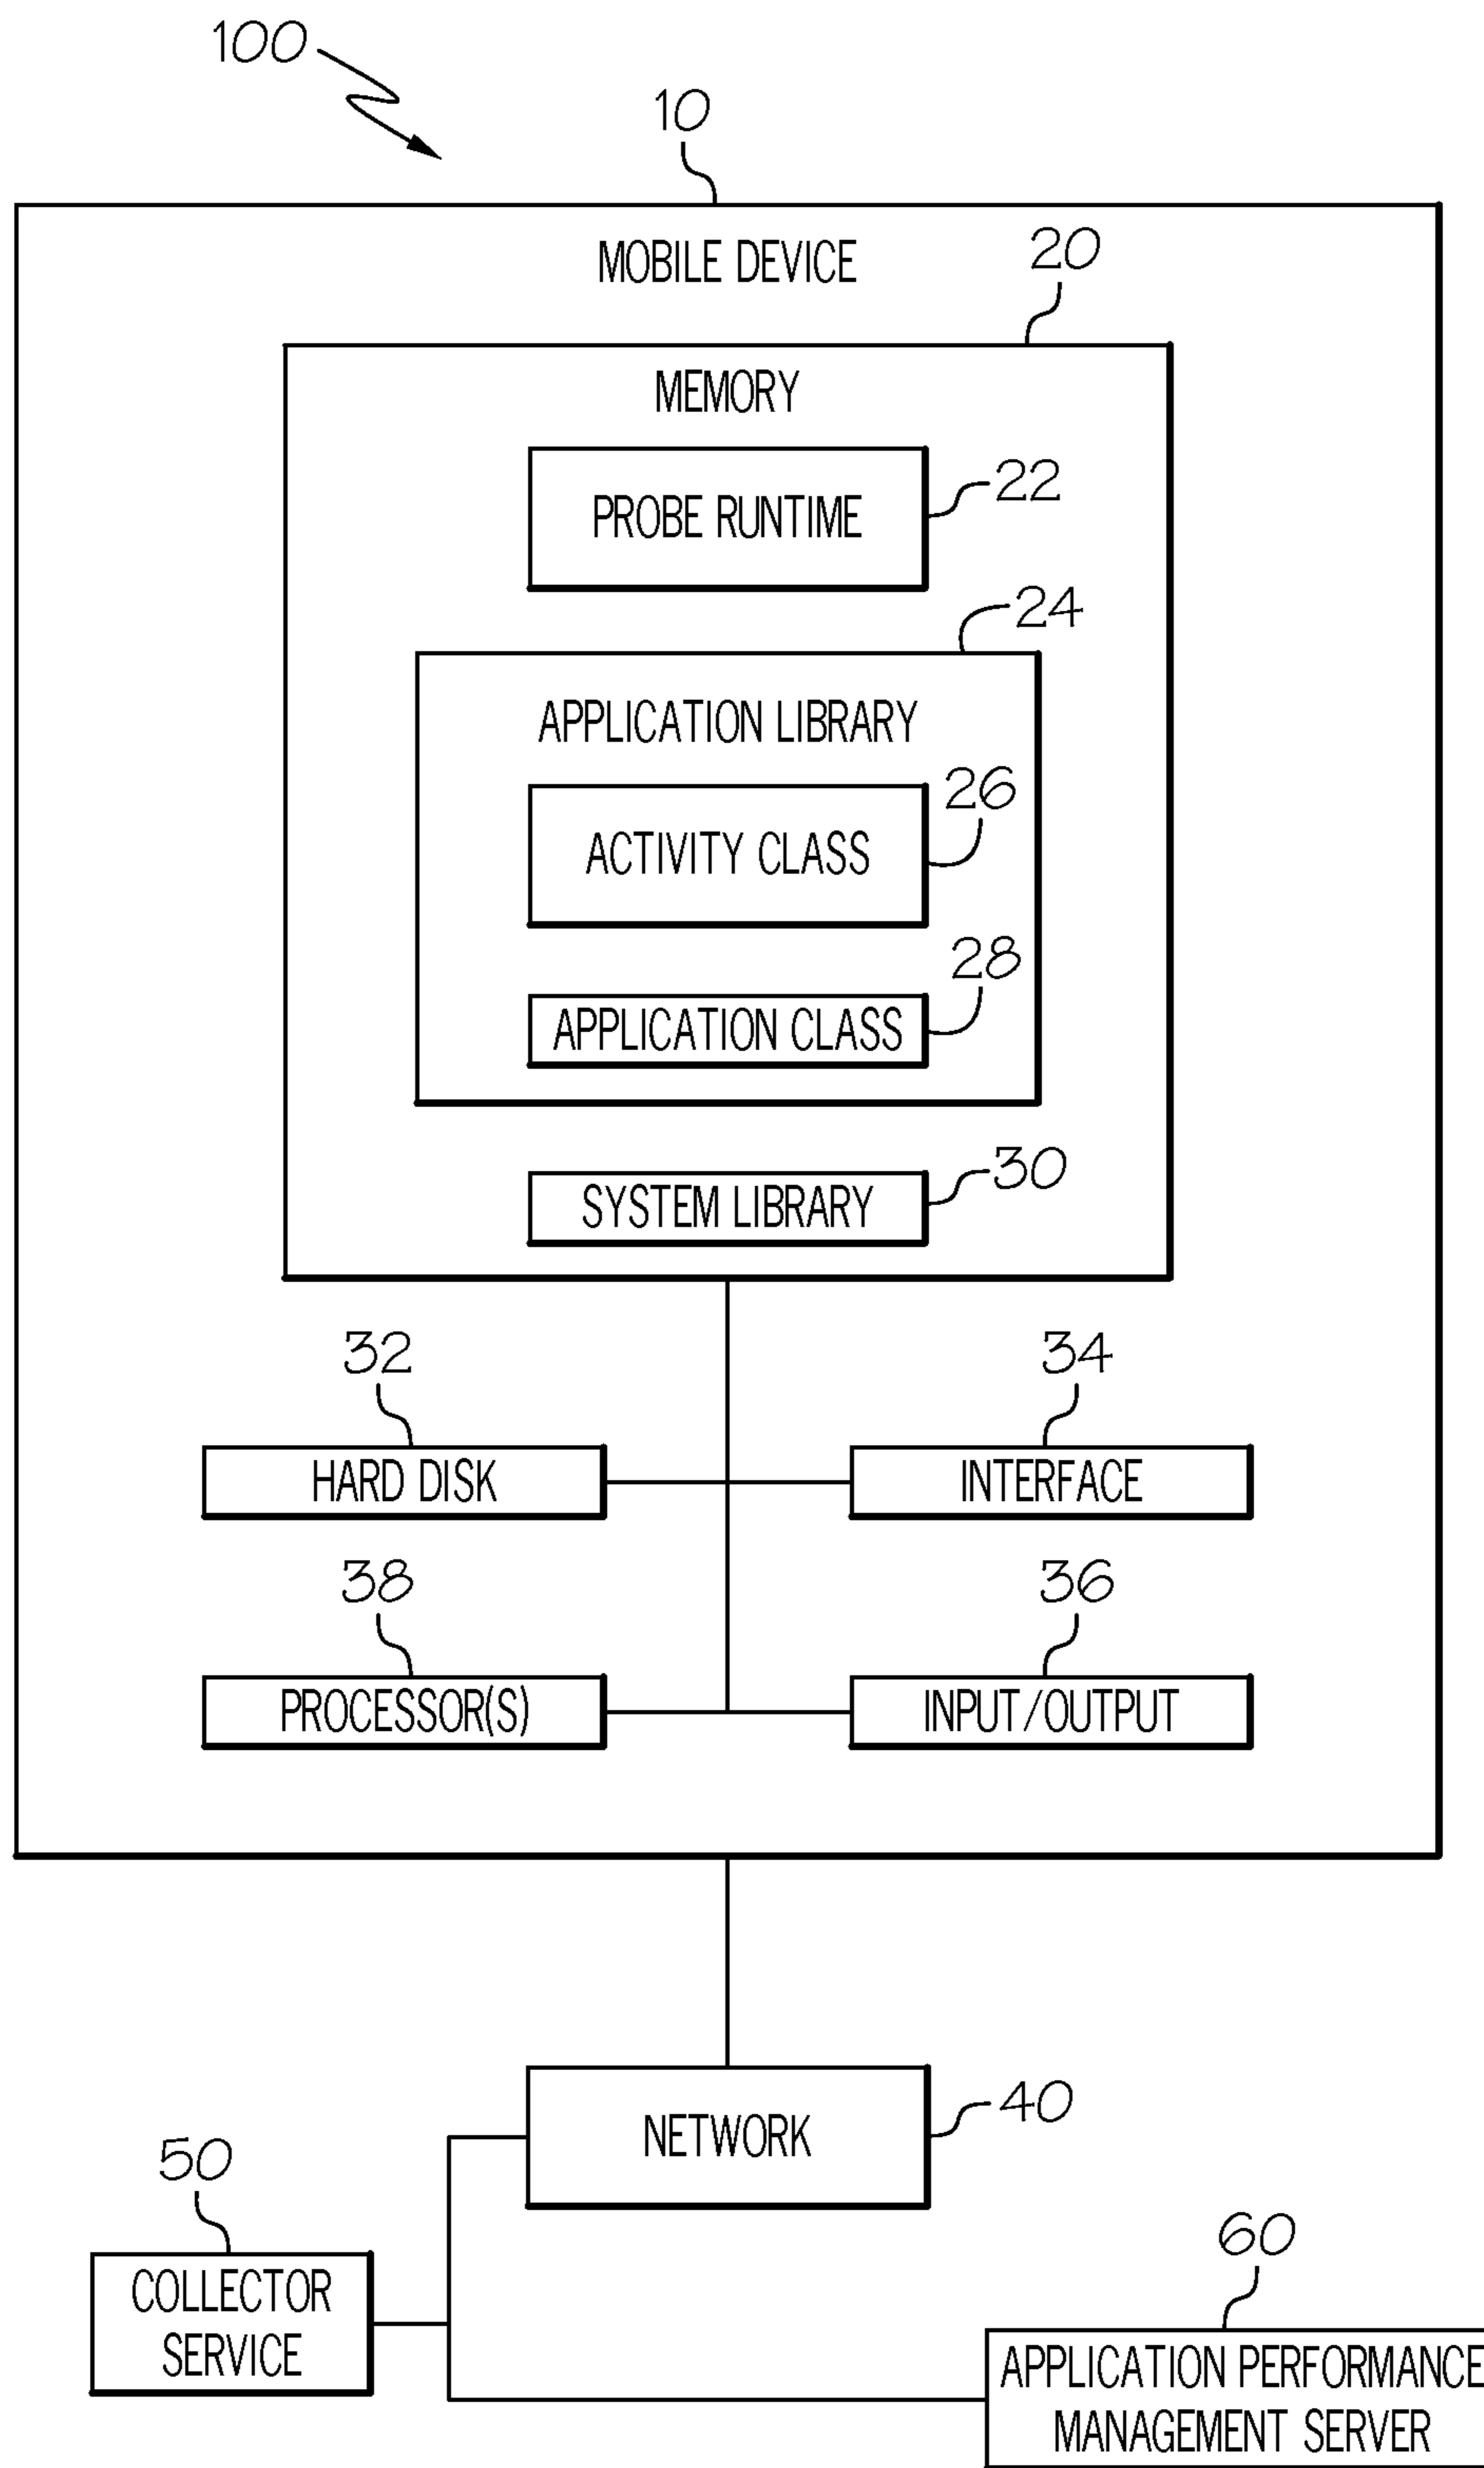 100
10
MOBILE DEVICE
20
MEMORY
PROBE RUNTIME
22
24
APPLICATION LIBRARY
26
ACTIVITY CLASS
28
APPLICATION CLASS
30
SYSTEM LIBRARY
32
34
HARD DISK
INTERFACE
38
36
PROCESSOR(S)
INPUT/OUTPUT
NETWORK
40
50
COLLECTOR
SERVICE
60
APPLICATION PERFORMANCE
MANAGEMENT SERVER